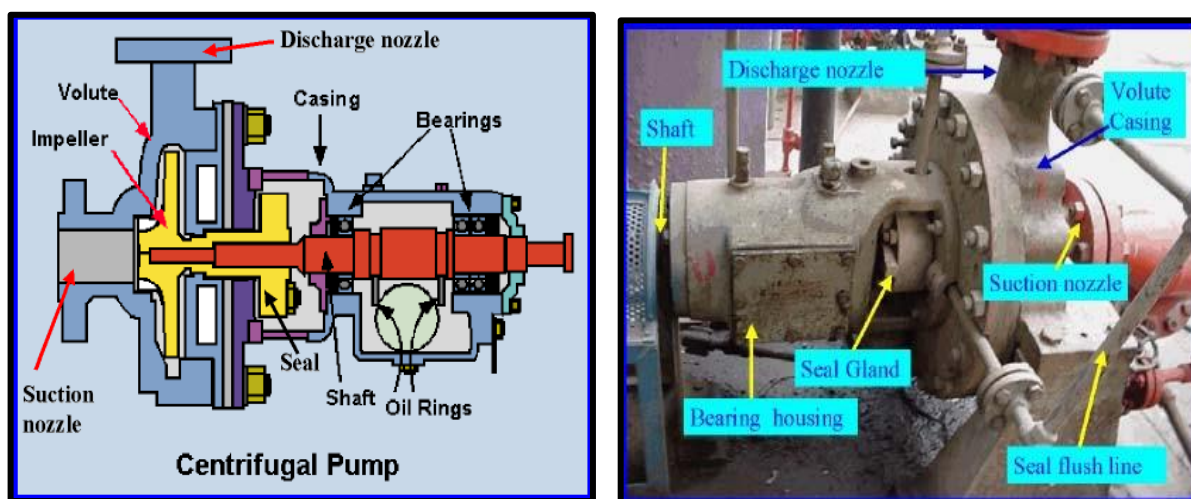 Discharge nozzle
Volute
Casing
Bearings
Impeller
Seal
Shaft
Oil Rings
Suction
nozzle
Centrifugal Pump
Discharge nozzle
Volute
Casing
Shaft
Suction nozzle
Seal Gland
Bearing housing
Seal flush line